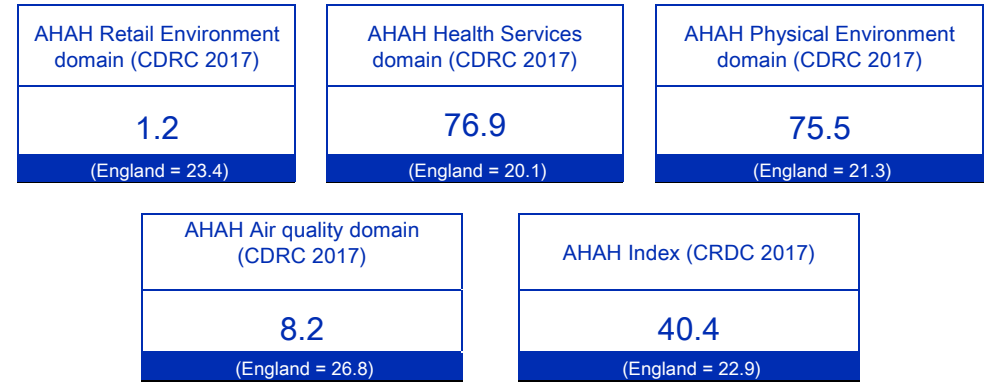 AHAH Retail Environment
domain (CDRC 2017)
1.2
(England = 23.4)
AHAH Health Services
domain (CDRC 2017)
76.9
(England = 20.1)
AHAH Physical Environment
domain (CDRC 2017)
75.5
(England = 21.3)
AHAH Air quality domain
(CDRC 2017)
8.2
(England = 26.8)
AHAH Index (CRDC 2017)
40.4
(England = 22.9)